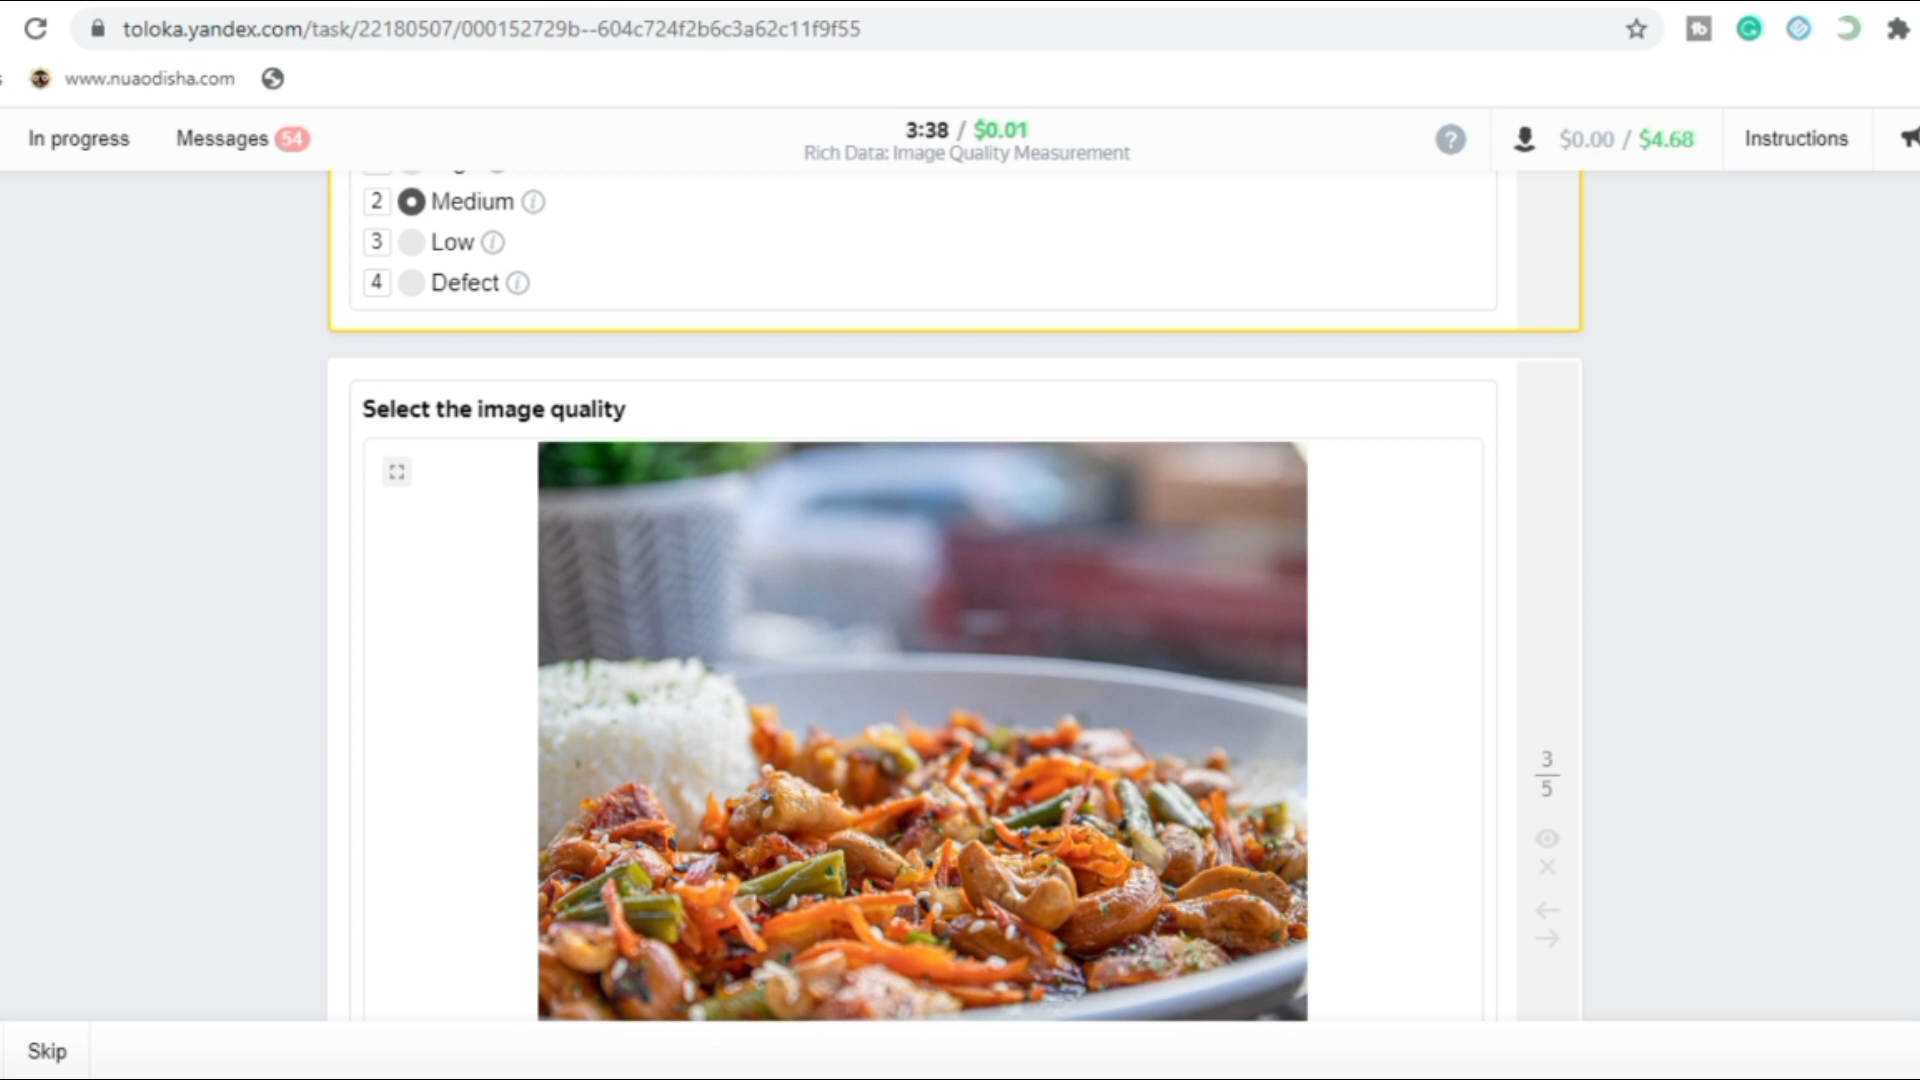 toloka.yandex.com/task/22180507/000152729b--604c724f2b6c3a62c11f9f55
www.nuaodisha.com
In progress
Messages 54
3:38 / $0.01
Rich Data: Image Quality Measurement
?
$0.00 / $4.68
Instructions
2 Medium i
3 Low i
4 Defect i
Select the image quality
3
5
Skip